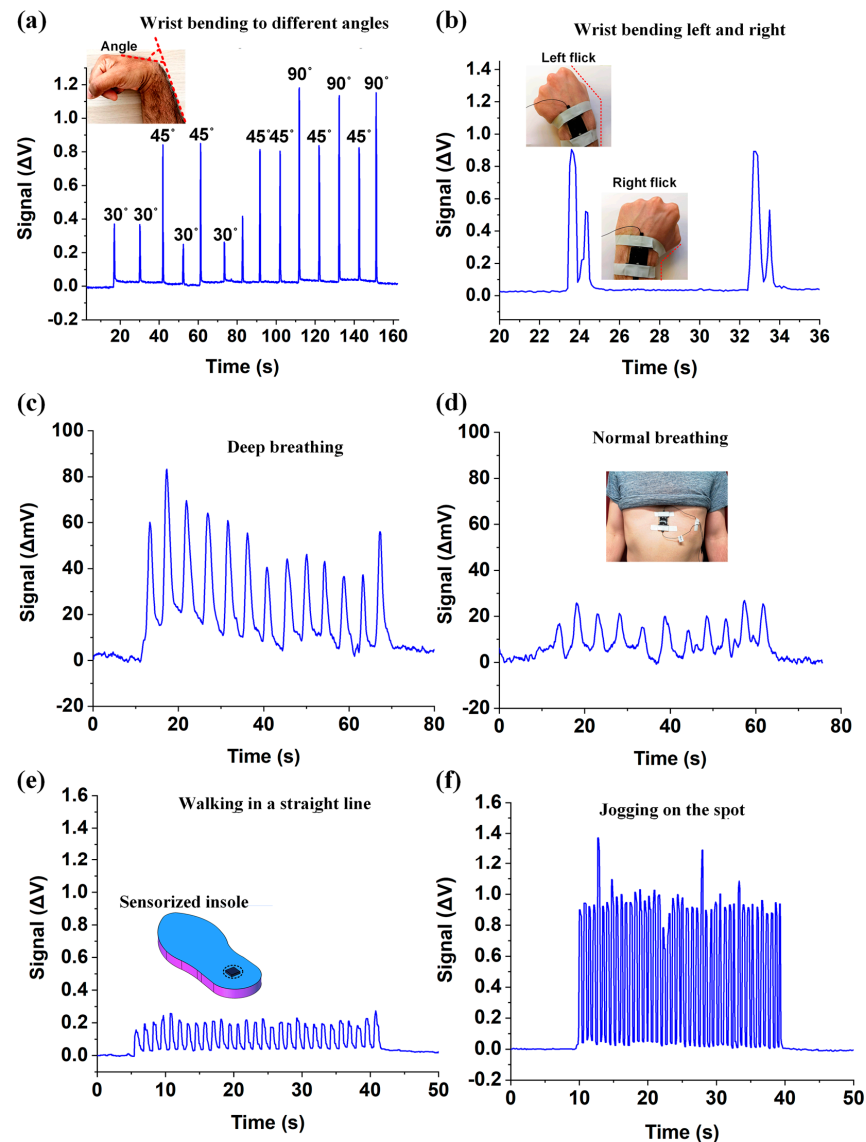 (a)
Wrist bending to different angles
Angle
Signal (ΔV)
1.2
1.0
0.8
0.6
0.4
0.2
0.0
-0.2
30°
30°
45°
30°
45°
30°
45°
45°
90°
45°
90°
45°
90°
20 40 60 80 100 120 140 160
Time (s)
(b)
Wrist bending left and right
Left flick
Right flick
Signal (ΔV)
1.4
1.2
1.0
0.8
0.6
0.4
0.2
0.0
20 22 24 26 28 30 32 34 36
Time (s)
(c)
Deep breathing
Signal (ΔmV)
100
80
60
40
20
0
-20
0 20 40 60 80
Time (s)
(d)
Normal breathing
Signal (ΔmV)
100
80
60
40
20
0
-20
0 20 40 60 80
Time (s)
(e)
Walking in a straight line
Sensorized insole
Signal (ΔV)
1.6
1.4
1.2
1.0
0.8
0.6
0.4
0.2
0.0
0 10 20 30 40 50
Time (s)
(f)
Jogging on the spot
Signal (ΔV)
1.6
1.4
1.2
1.0
0.8
0.6
0.4
0.2
0.0
-0.2
0 10 20 30 40 50
Time (s)